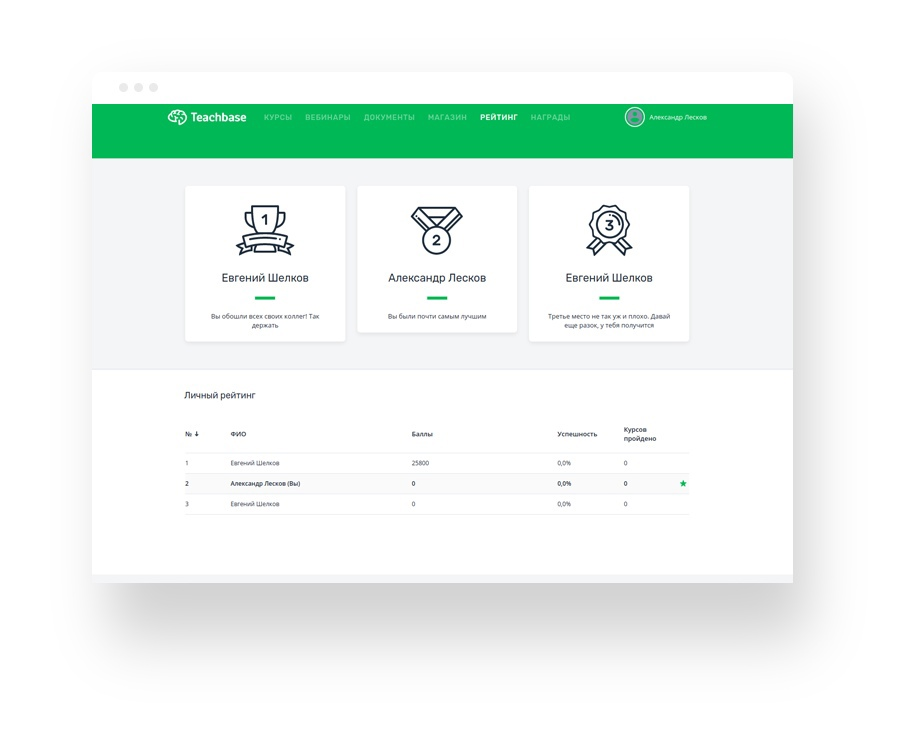 Teachbase КУРСЫ ВЕБИНАРЫ ДОКУМЕНТЫ МАГАЗИН РЕЙТИНГ НАГРАДЫ Александр Лесков
1
Евгений Шелков
Вы обошли всех своих коллег! Так
держать
2
Александр Лесков
Вы были почти самым лучшим
3
Евгений Шелков
Третье место не так уж и плохо. Давай
еще разок, у тебя получится
Личный рейтинг
№ ↓ ФИО Баллы Успешность Курсов
пройдено
1 Евгений Шелков 25800 0,0% 0
2 Александр Лесков (Вы) 0 0,0% 0
3 Евгений Шелков 0 0,0% 0